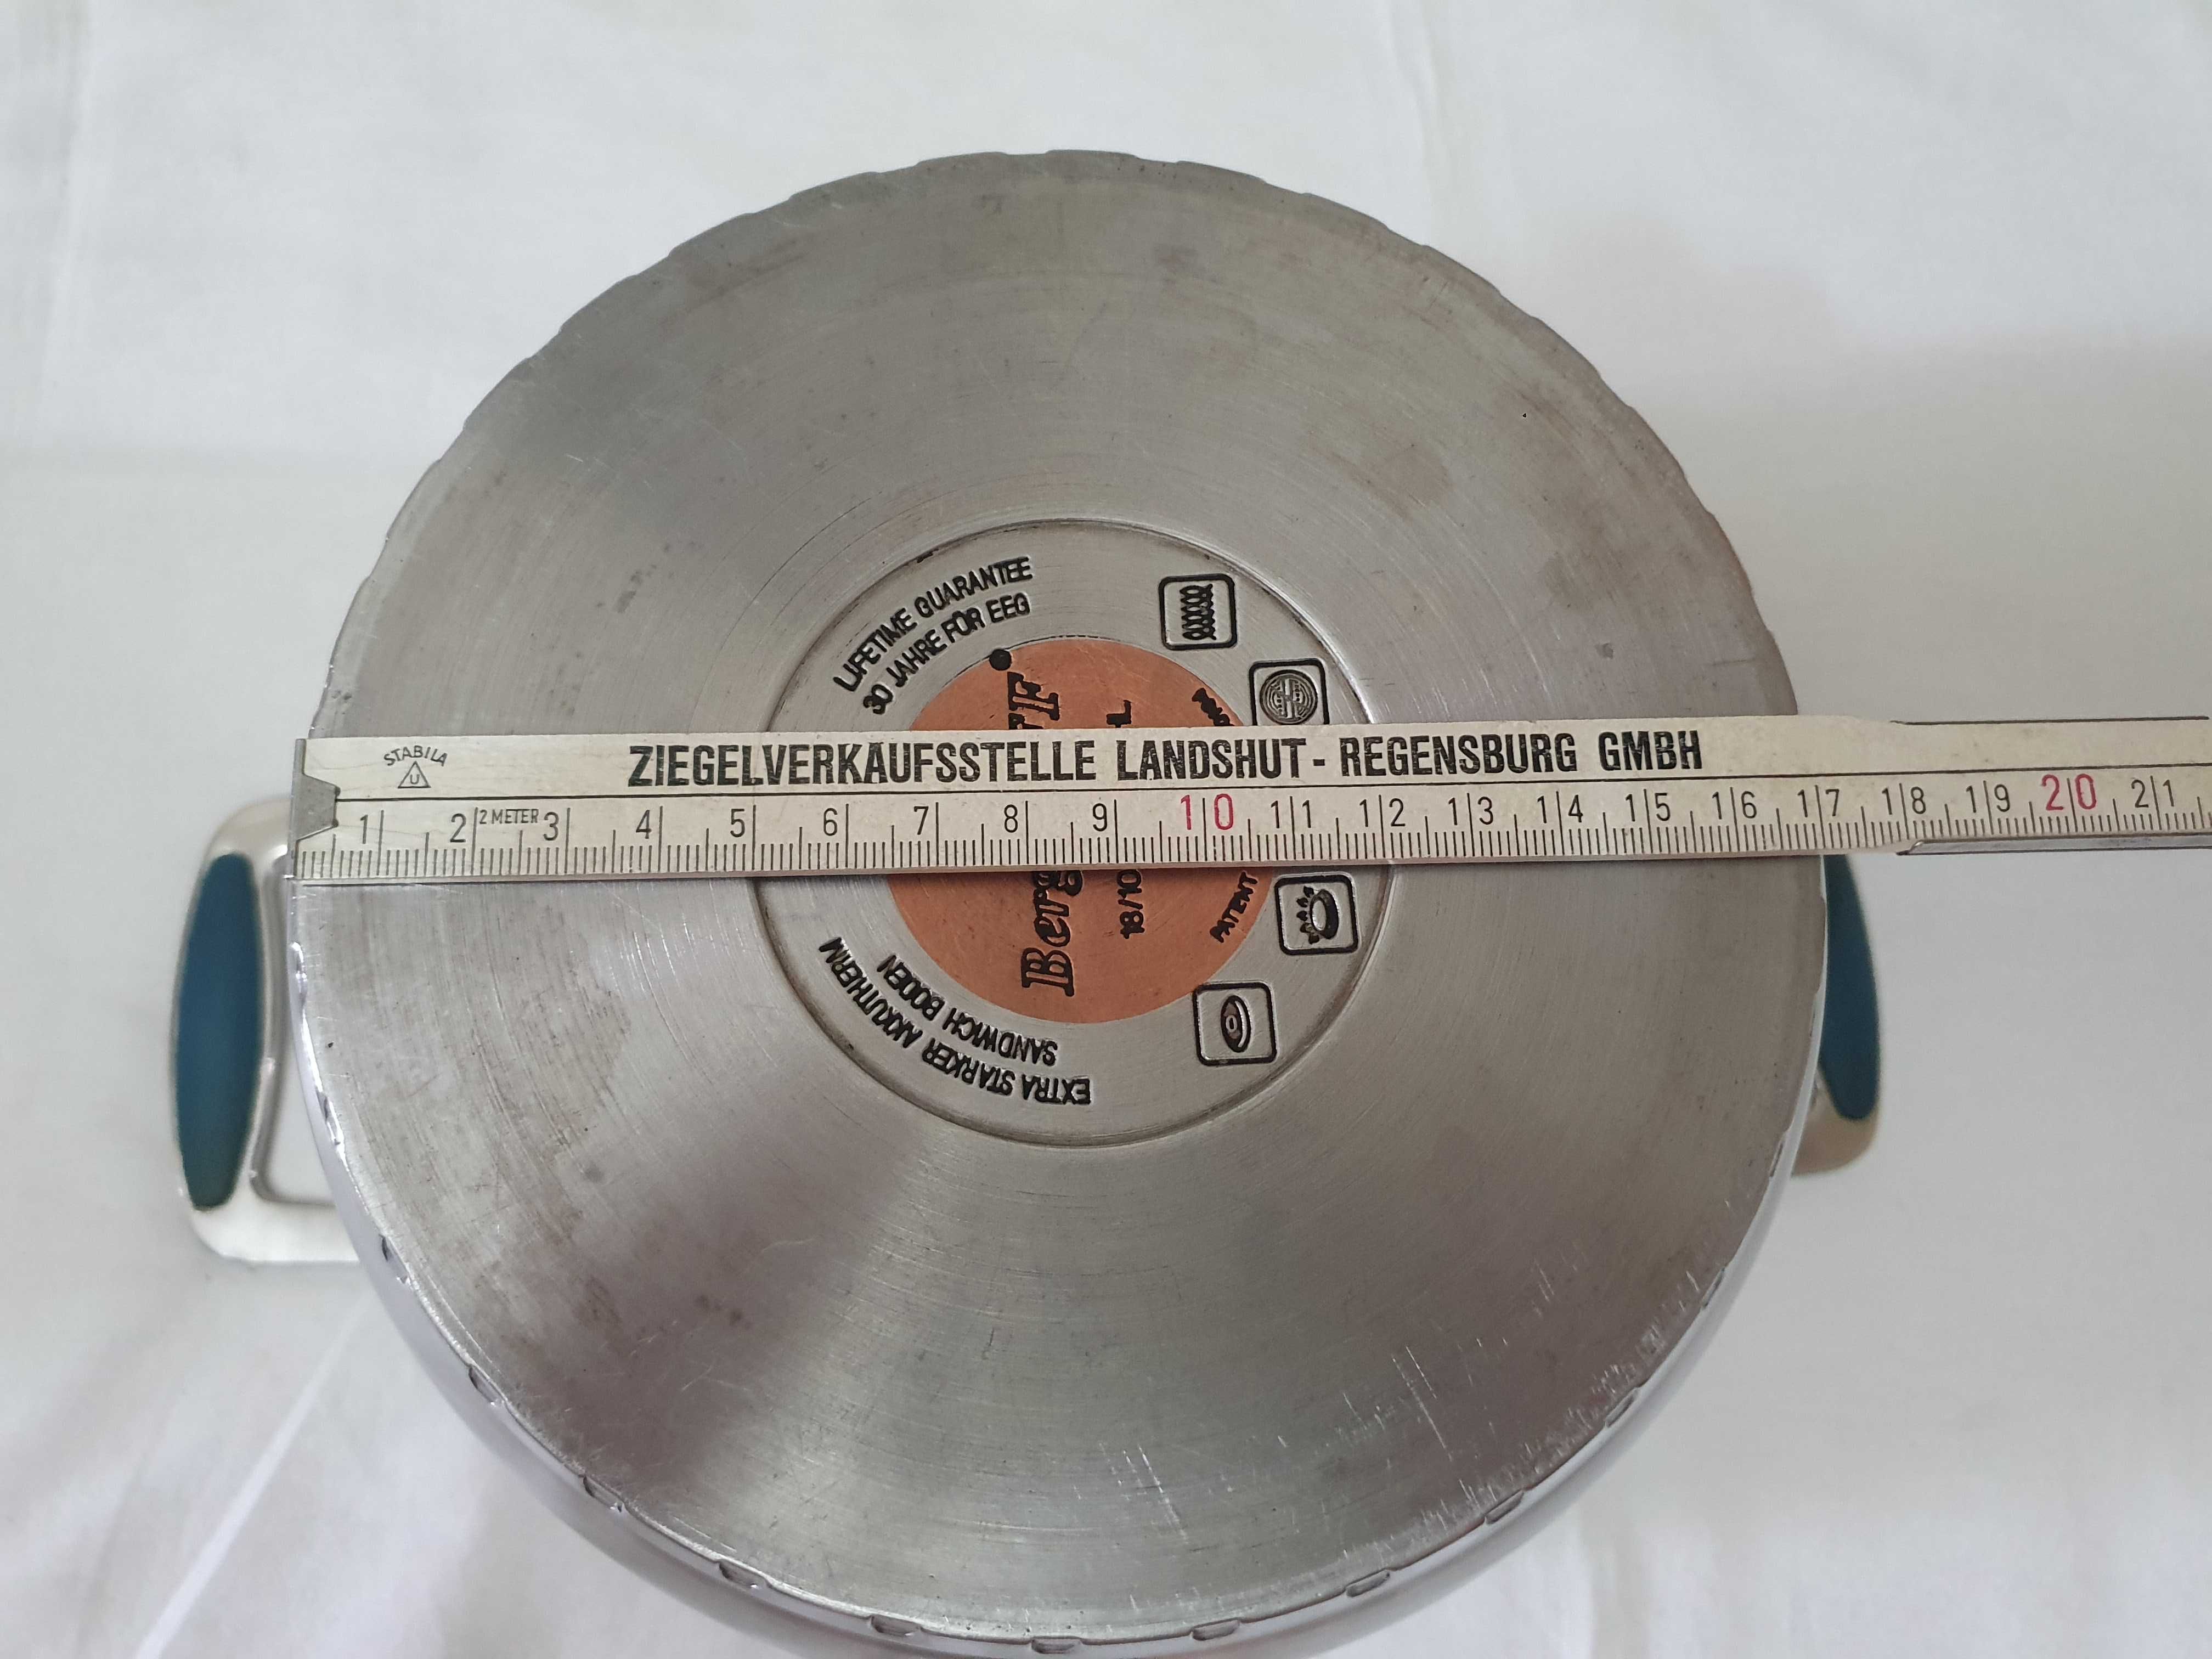 LIFETIME GUARANTEE
30 JAHRE FÜR EEG
STABILA
ZIEGELVERKAUFSSTELLE LANDSHUT - REGENSBURG GMBH
1 2 2 METER 3 4 5 6 7 8 9 10 11 12 13 14 15 16 17 18 19 20 21
18/10
PATENT
EXTRA STARKER AKKUTHERM
SANDWICH BODEN